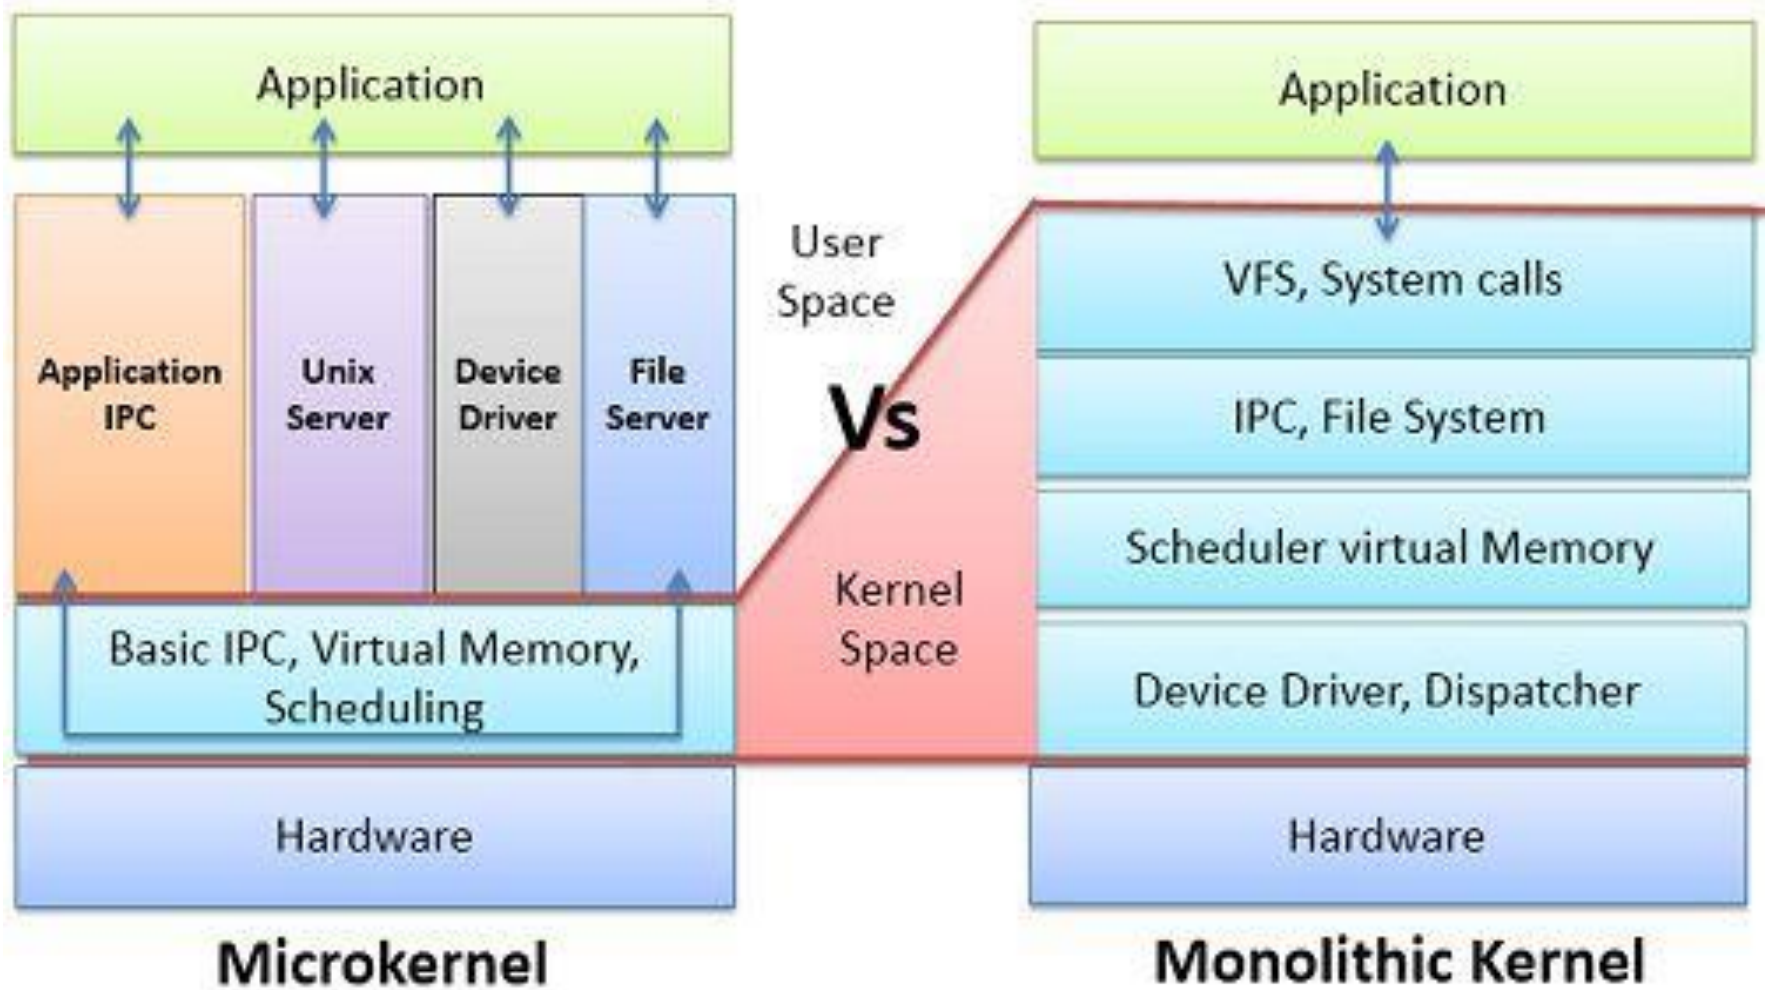 Application
Application
IPC
Unix
Server
Device
Driver
File
Server
Basic IPC, Virtual Memory,
Scheduling
Hardware
Microkernel
User
Space
Vs
Kernel
Space
Application
VFS, System calls
IPC, File System
Scheduler virtual Memory
Device Driver, Dispatcher
Hardware
Monolithic Kernel